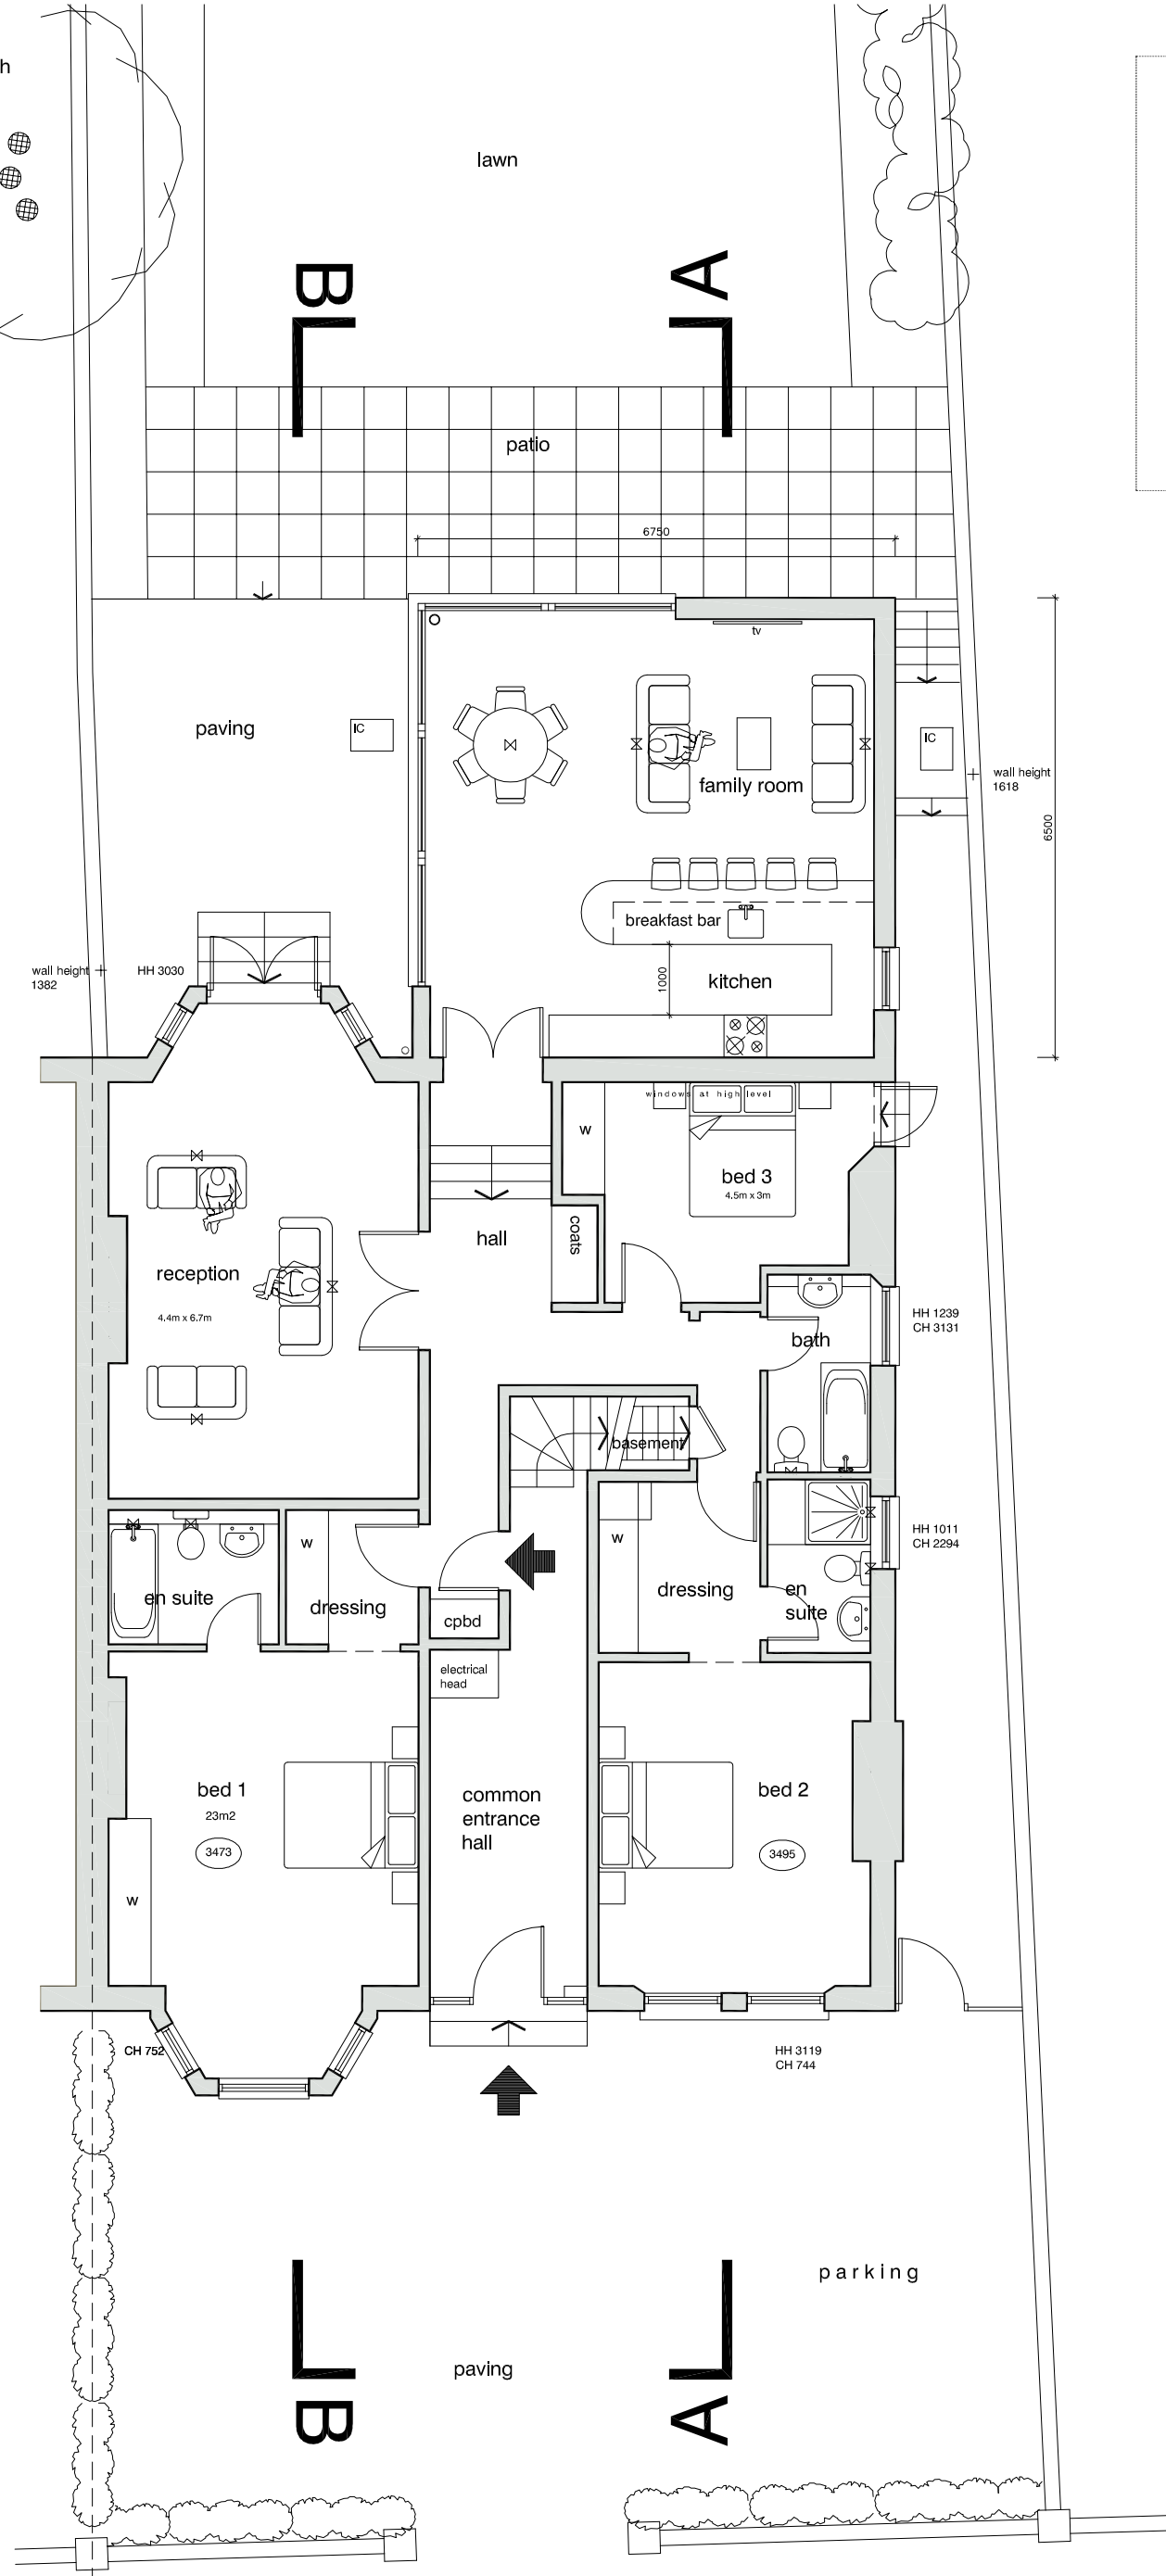 h
lawn
B
A
patio
6750
tv
paving
IC
IC
family room
wall height
1618
6500
breakfast bar
wall height
1382
HH 3030
1000
kitchen
windows at high level
w
bed 3
4.5m x 3m
coats
hall
reception
4.4m x 6.7m
HH 1239
CH 3131
bath
basement
w
w
HH 1011
CH 2294
en suite
dressing
dressing
en
suite
cpbd
electrical
head
bed 1
23m2
3473
common
entrance
hall
bed 2
3495
w
CH 752
HH 3119
CH 744
parking
paving
B
A